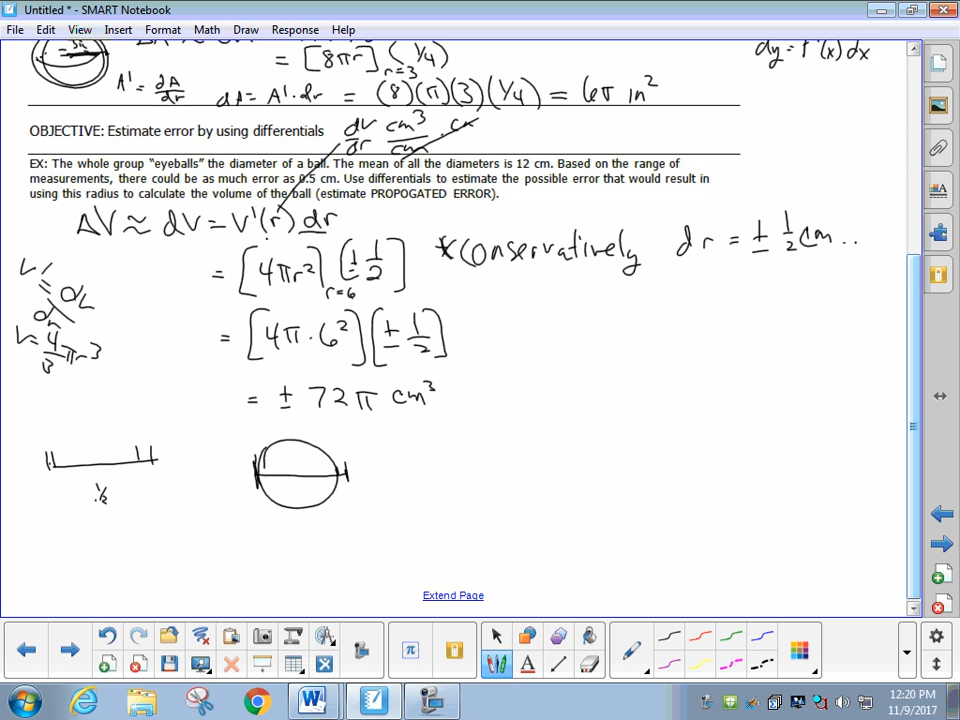 Untitled * - SMART Notebook
File Edit View Insert Format Tools Draw Response Help
= [8πr] (1/4)
r=3
dy = f'(x) dx
A' = dA/dr dA = A' · dr = (8)(π)(3)(1/4) = 6π in²
OBJECTIVE: Estimate error by using differentials dV/dr cm³/cm · cm
EX: The whole group “eyeballs” the diameter of a ball. The mean of all the diameters is 12 cm. Based on the range of
measurements, there could be as much error as 0.5 cm. Use differentials to estimate the possible error that would result in
using this radius to calculate the volume of the ball (estimate PROPOGATED ERROR).
ΔV ≈ dV = V'(r) dr
*Conservatively dr = ± 1/2 cm ..
= [4πr²] (± 1/2]
r=6
= [4π · 6²] [± 1/2]
V = 4/3 πr³
= ± 72π cm³
1/2
Extend Page
12:20 PM
11/9/2017